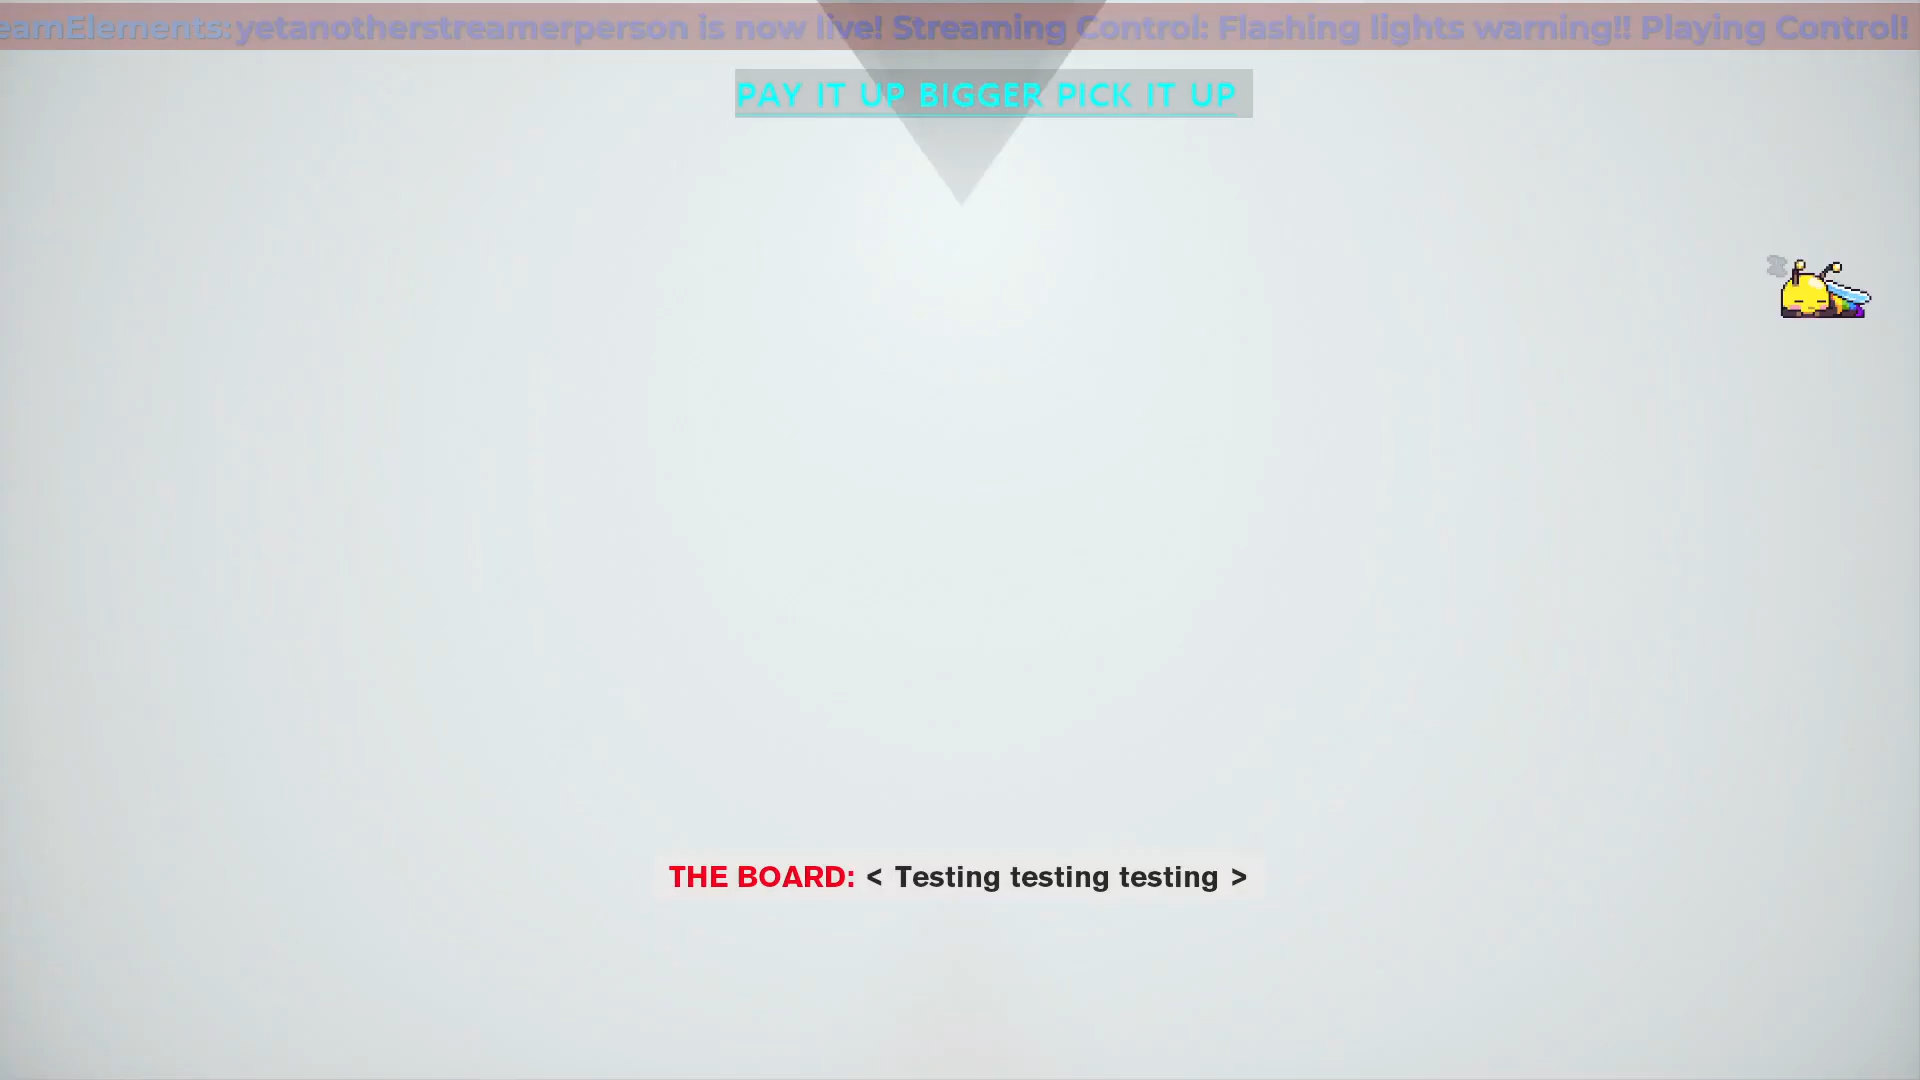 eamElements: yetanotherstreamerperson is now live! Streaming Control: Flashing lights warning!! Playing Control!
PAY IT UP BIGGER PICK IT UP
THE BOARD: < Testing testing testing >